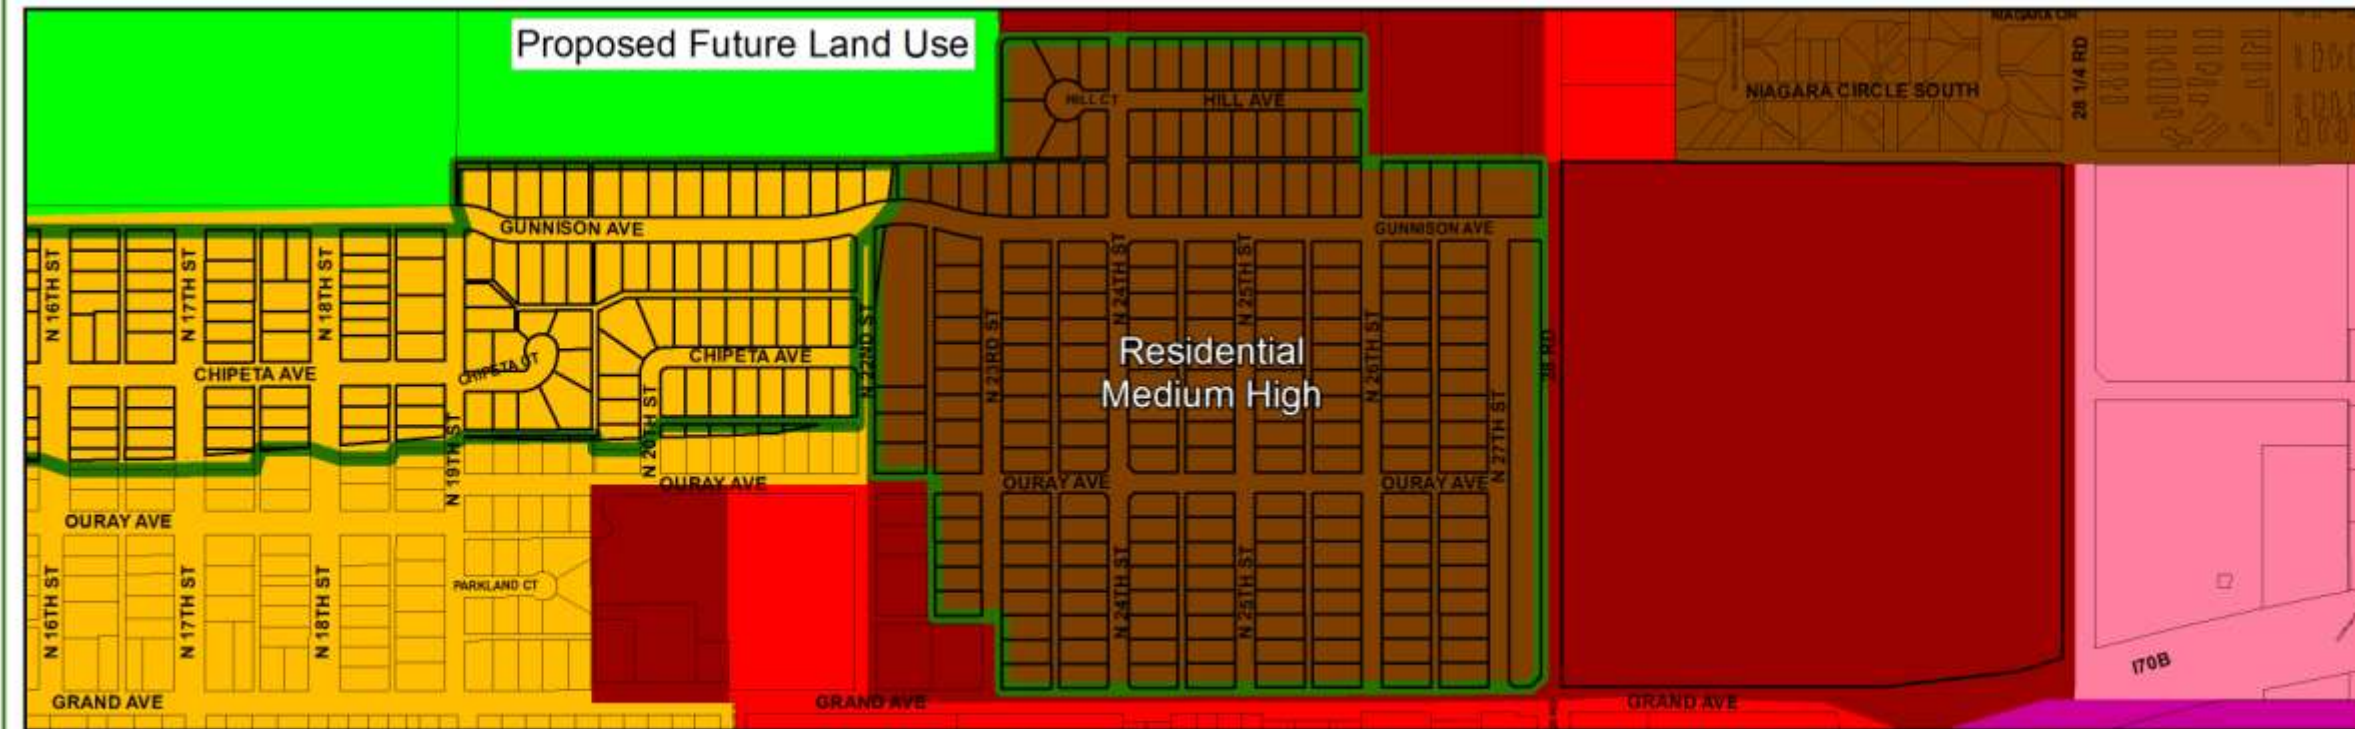 Proposed Future Land Use
NIAGARA CIR
HILL CT
HILL AVE
NIAGARA CIRCLE SOUTH
28 1/4 RD
GUNNISON AVE
GUNNISON AVE
N 16TH ST
N 17TH ST
N 18TH ST
N 24TH ST
N 25TH ST
N 22ND ST
N 23RD ST
N 26TH ST
28 RD
Residential
Medium High
CHIPETA AVE
CHIPETA CT
CHIPETA AVE
N 19TH ST
N 20TH ST
N 27TH ST
OURAY AVE
OURAY AVE
OURAY AVE
OURAY AVE
N 16TH ST
N 17TH ST
N 18TH ST
PARKLAND CT
N 24TH ST
N 25TH ST
I70B
GRAND AVE
GRAND AVE
GRAND AVE